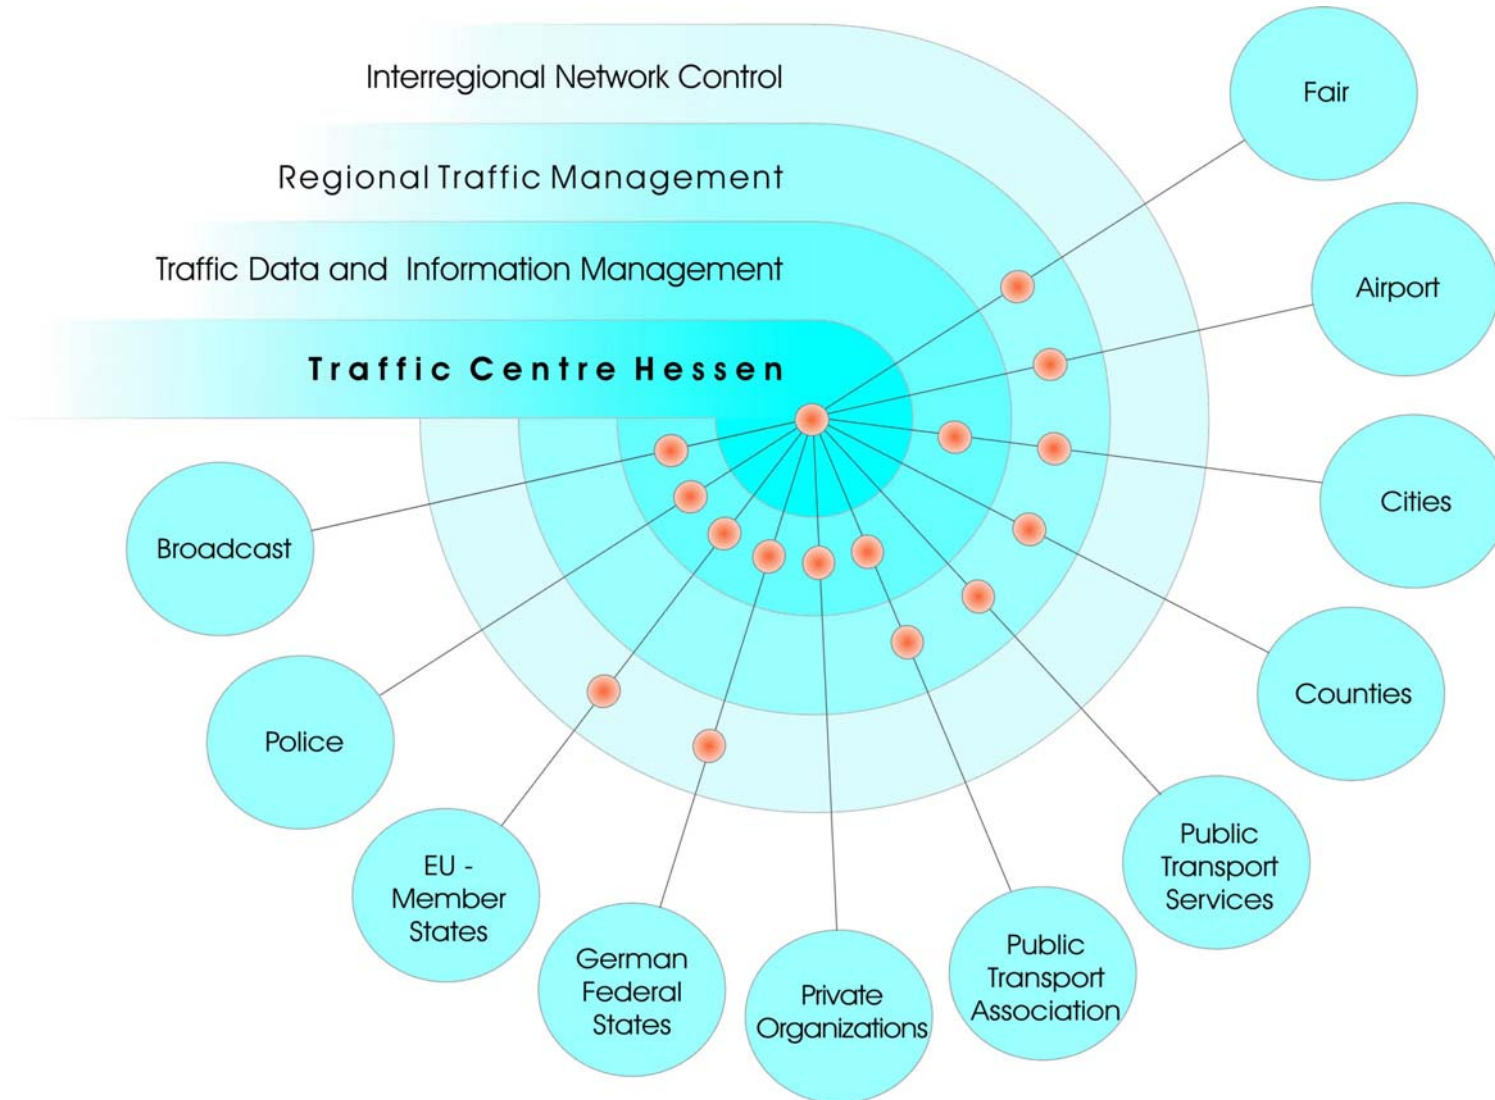 Interregional Network Control
Regional Traffic Management
Traffic Data and Information Management
Traffic Centre Hessen
Fair
Airport
Cities
Counties
Public
Transport
Services
Public
Transport
Association
Private
Organizations
German
Federal
States
EU -
Member
States
Police
Broadcast